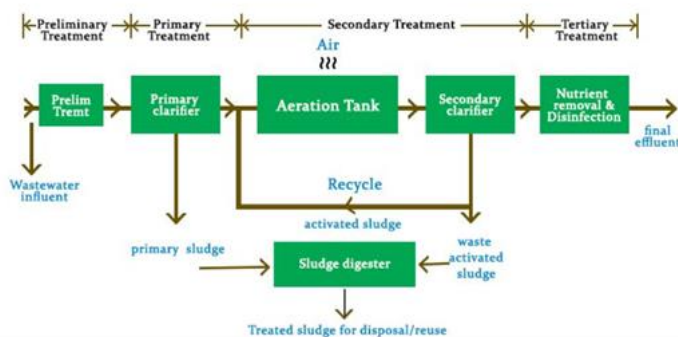 Preliminary
Treatment
Primary
Treatment
Secondary Treatment
Tertiary
Treatment
Air
Prelim
Tremt
Primary
clarifier
Aeration Tank
Secondary
clarifier
Nutrient
removal &
Disinfection
final
effluent
Wastewater
influent
Recycle
activated sludge
primary sludge
Sludge digester
waste
activated
sludge
Treated sludge for disposal/reuse